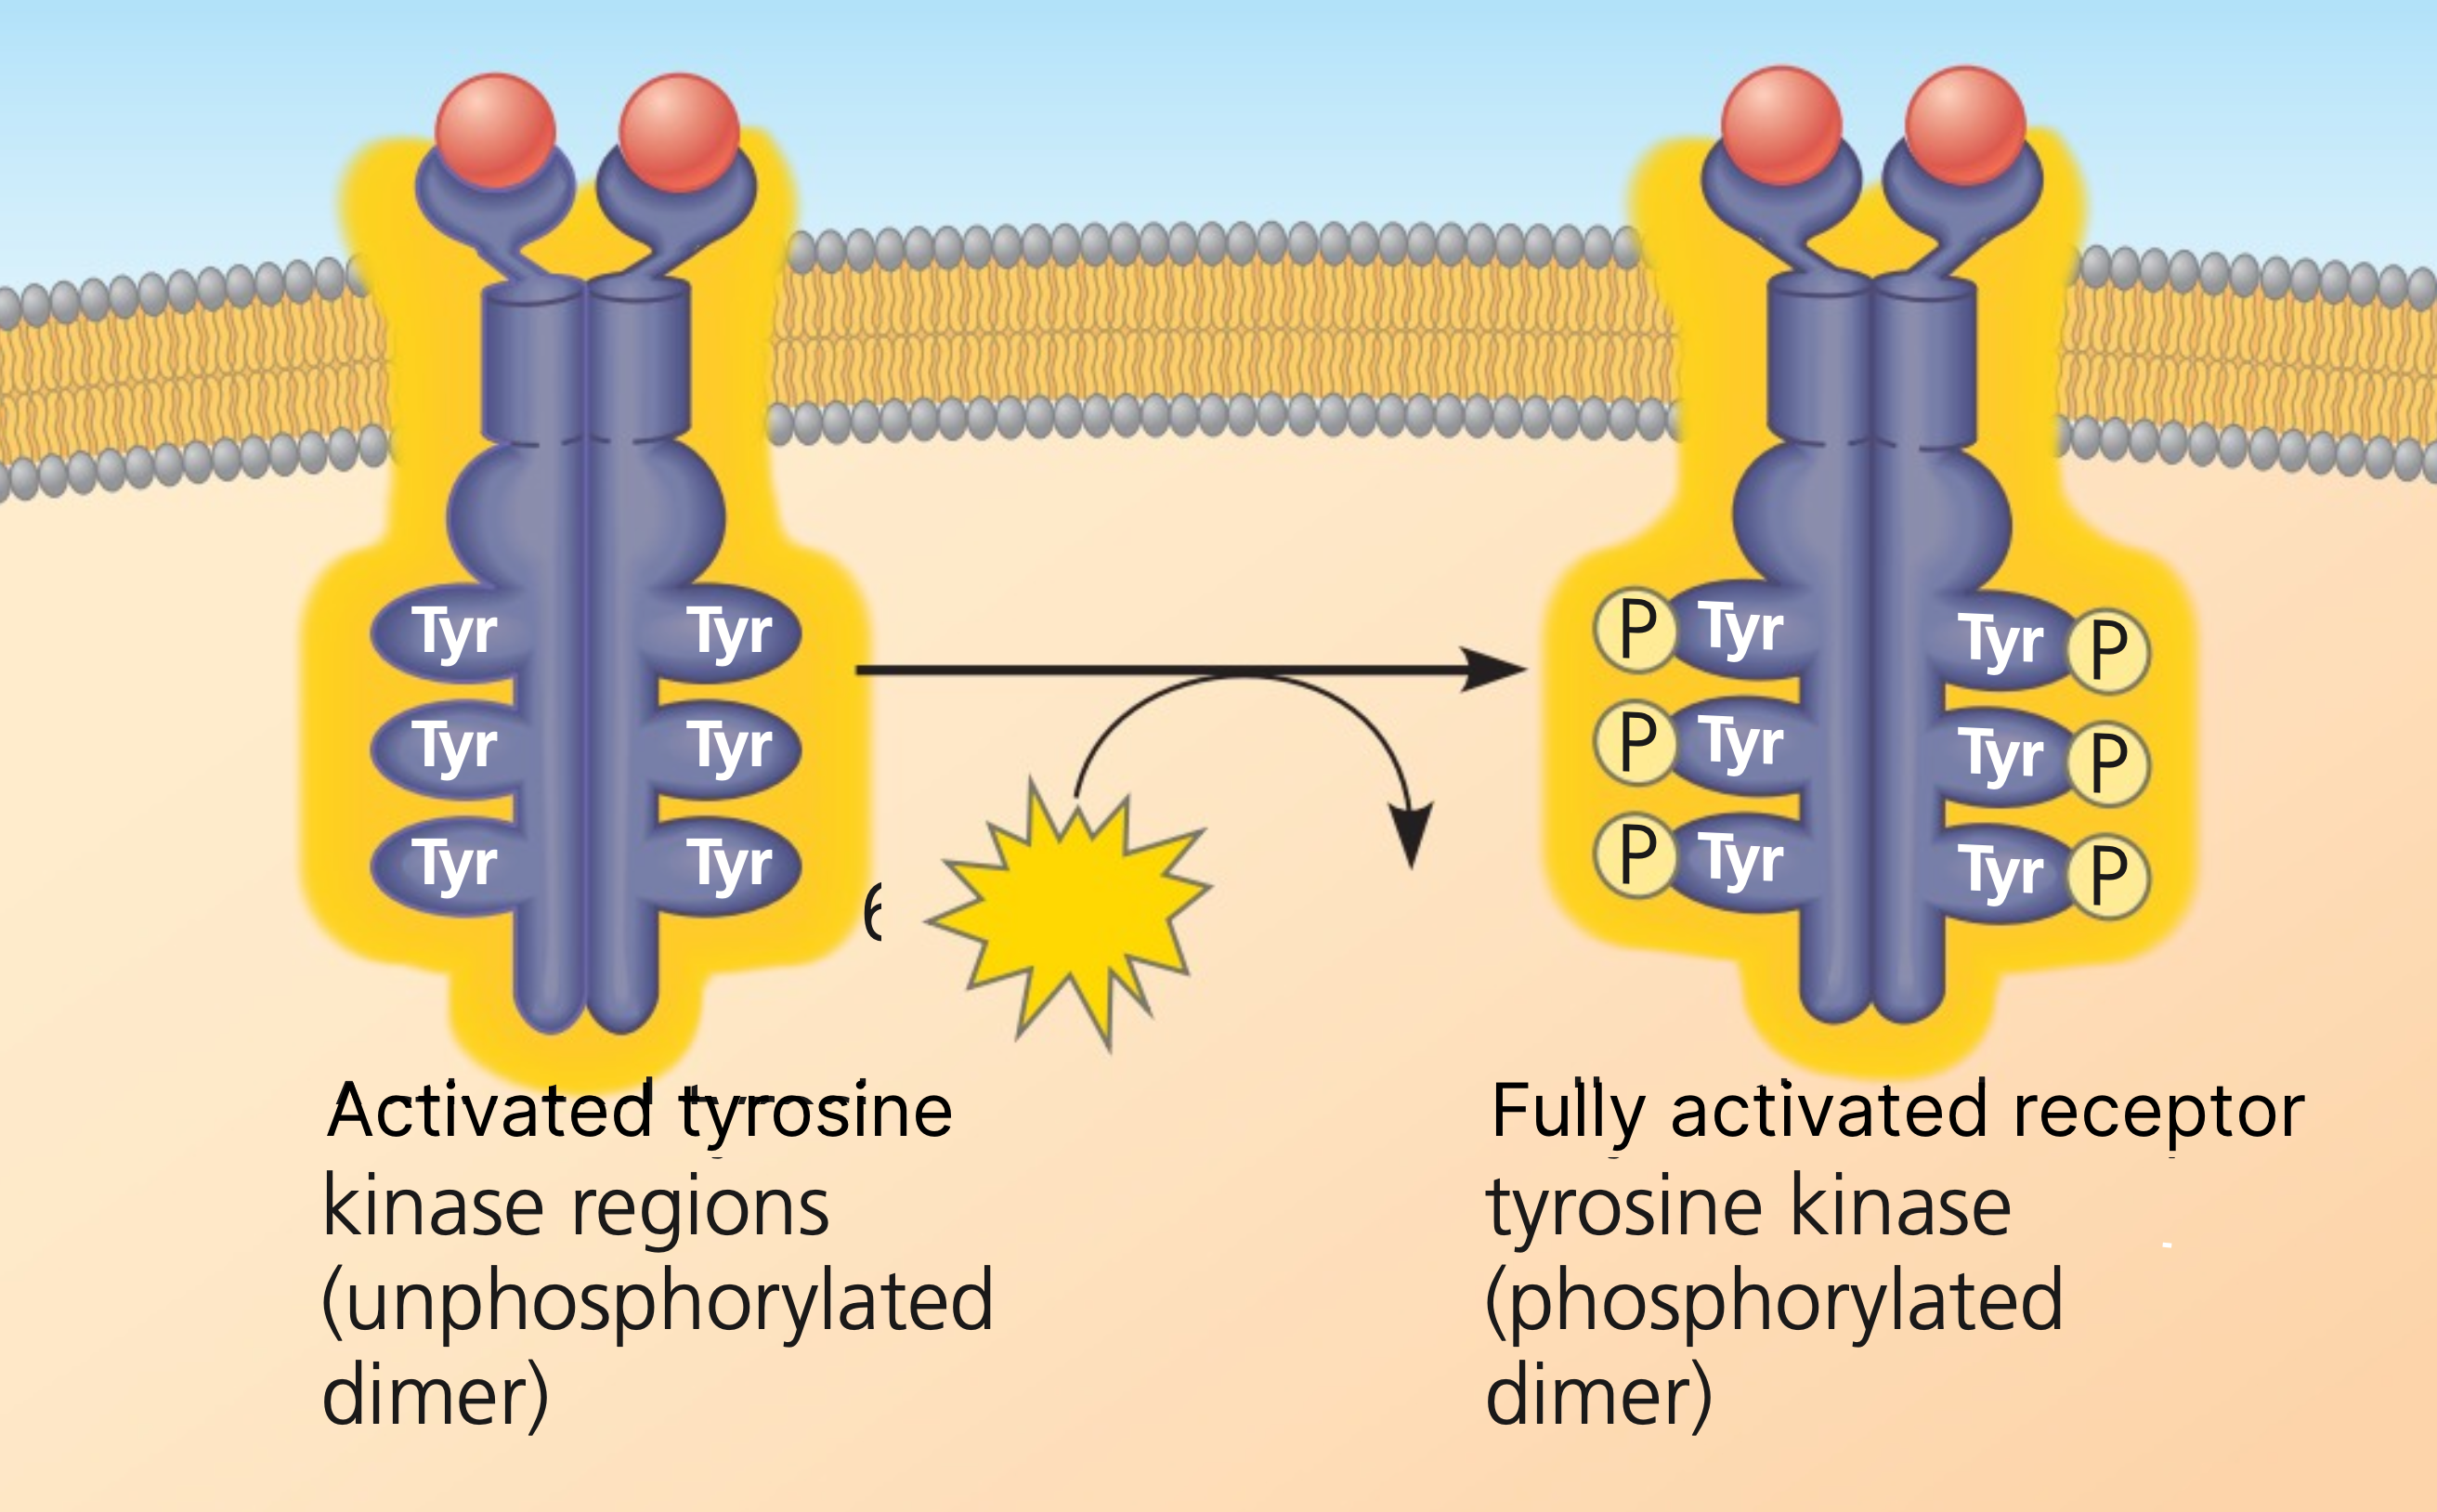 Tyr Tyr P Tyr Tyr P
Tyr Tyr P Tyr Tyr P
Tyr Tyr P Tyr Tyr P
6
Activated tyrosine
kinase regions
(unphosphorylated
dimer)
Fully activated receptor
tyrosine kinase
(phosphorylated
dimer)